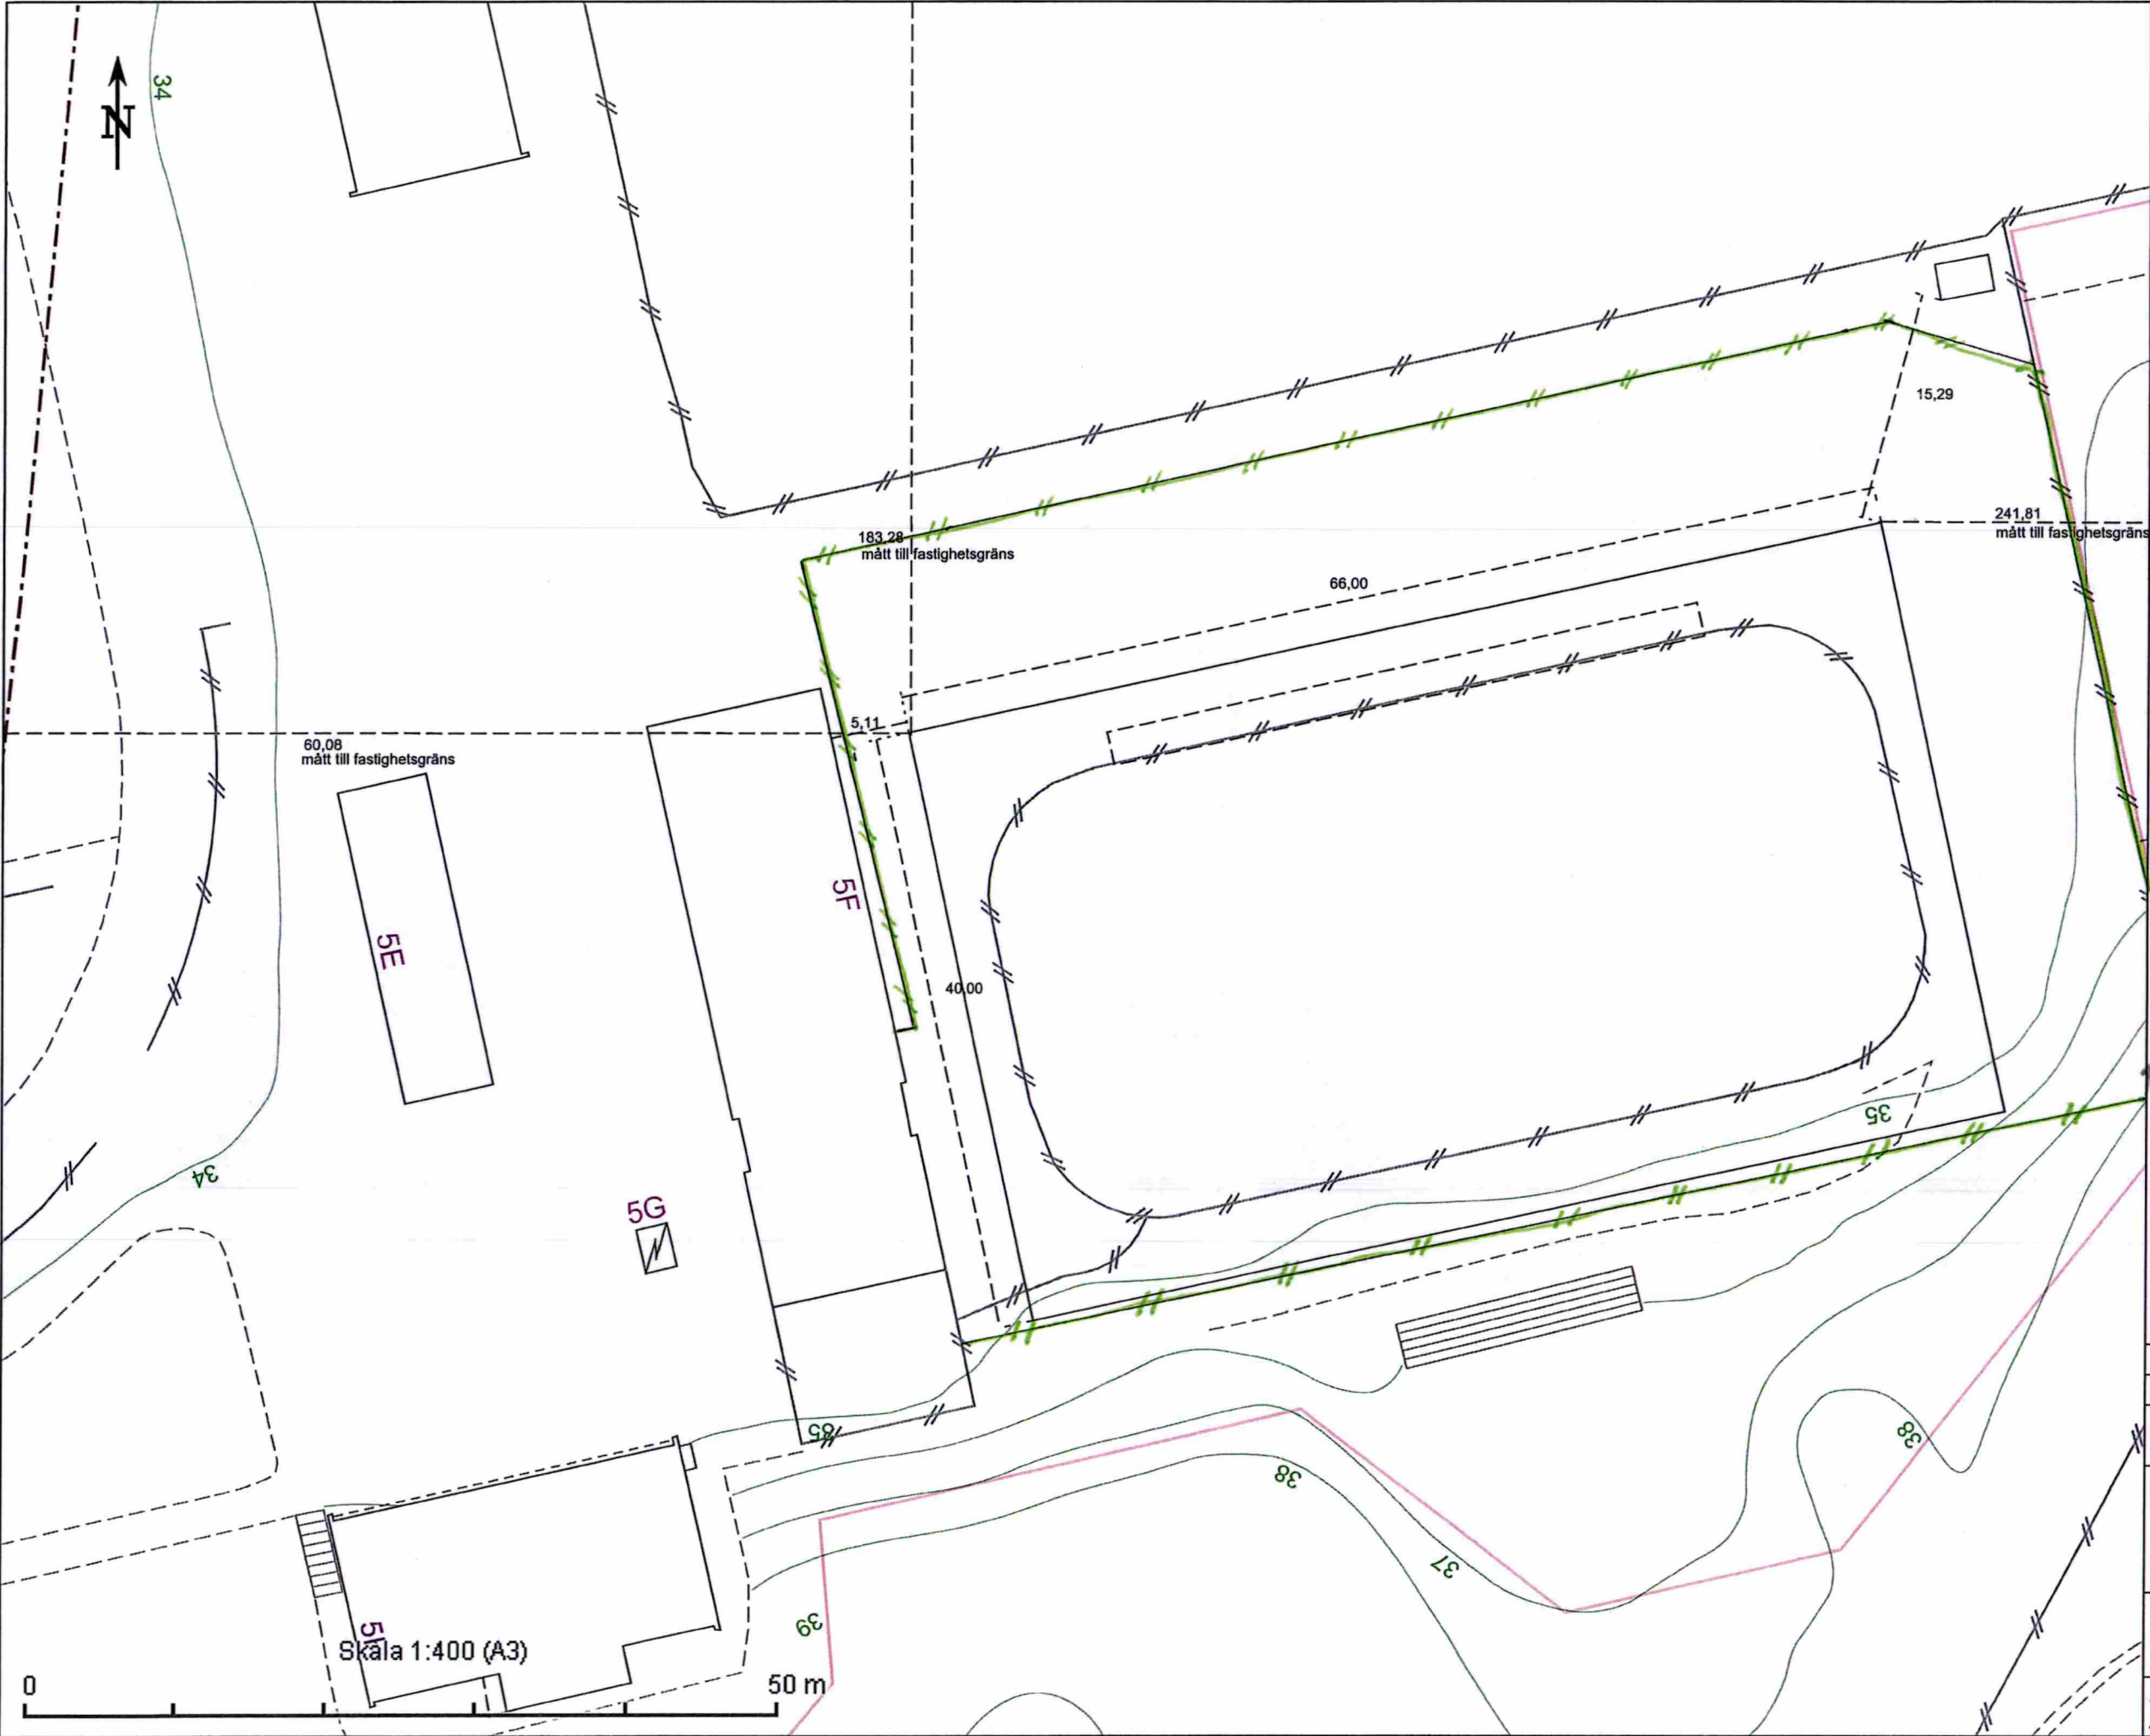 34
N
15,29
241,81
mått till fastighetsgräns
183,28
mått till fastighetsgräns
66,00
5,11
60,08
mått till fastighetsgräns
5F
5E
40,00
35
34
5G
35
38
38
37
39
Skala 1:400 (A3)
0
50 m